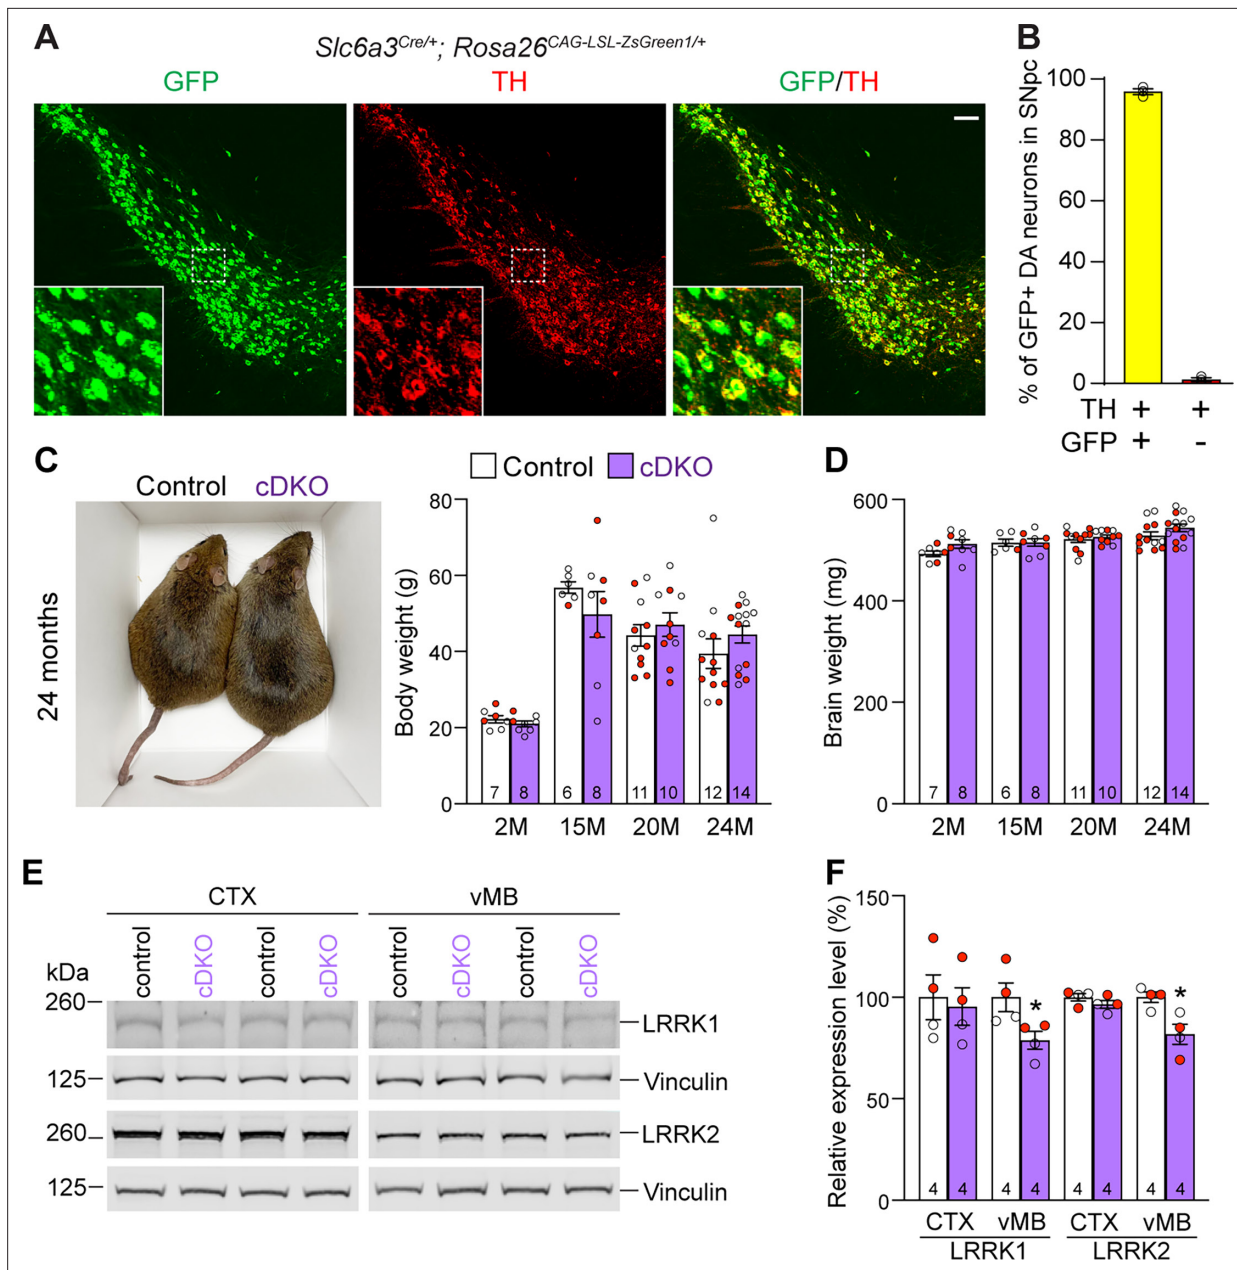 A
Slc6a3Cre/+; Rosa26CAG-LSL-ZsGreen1/+
GFP
TH
GFP/TH
B
% of GFP+ DA neurons in SNpc
100
80
60
40
20
0
TH + +
GFP + -
C
Control cDKO
24 months
Control cDKO
Body weight (g)
80
60
40
20
0
7 8 6 8 11 10 12 14
2M 15M 20M 24M
D
Brain weight (mg)
600
400
200
0
7 8 6 8 11 10 12 14
2M 15M 20M 24M
E
CTX vMB
control cDKO control cDKO control cDKO control cDKO
kDa
260 LRRK1
125 Vinculin
260 LRRK2
125 Vinculin
F
Relative expression level (%)
150
100
50
0
* *
4 4 4 4 4 4 4 4
CTX vMB CTX vMB
LRRK1 LRRK2